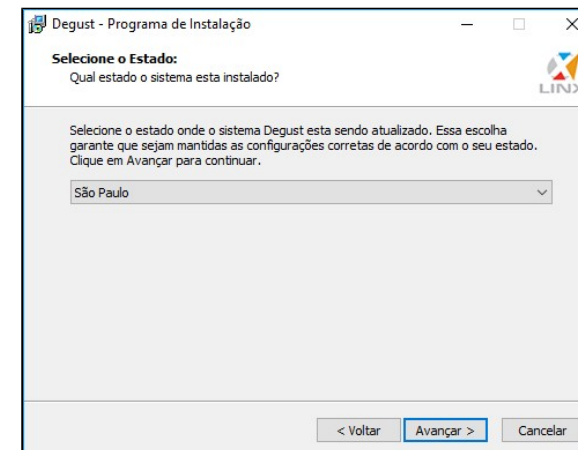 Degust - Programa de Instalação
Selecione o Estado:
Qual estado o sistema esta instalado?
LINX
Selecione o estado onde o sistema Degust esta sendo atualizado. Essa escolha
garante que sejam mantidas as configurações corretas de acordo com o seu estado.
Clique em Avançar para continuar.
São Paulo
< Voltar
Avançar >
Cancelar